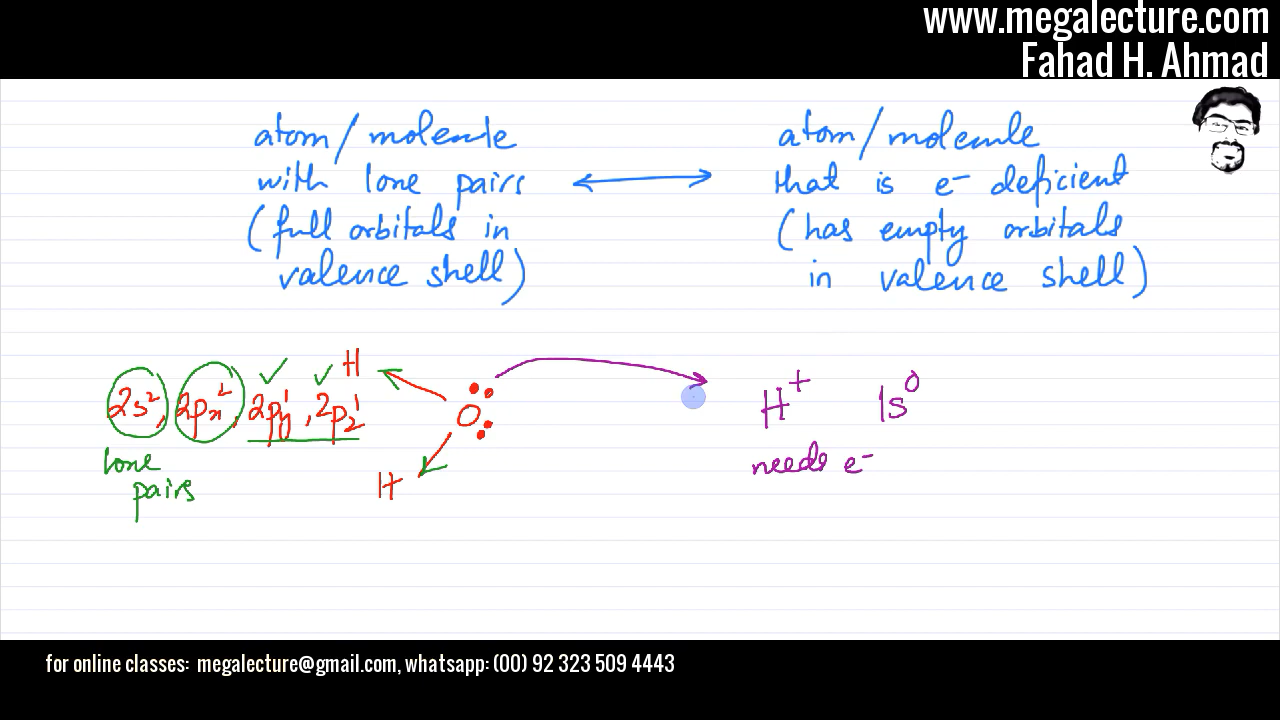 www.megalecture.com
Fahad H. Ahmad
atom/molecule
with lone pairs
(full orbitals in
valence shell)
atom/molecule
that is e⁻ deficient
(has empty orbitals
in valence shell)
2s², 2px², 2py¹, 2pz¹
lone
pairs
H
O
H
H⁺ 1s⁰
needs e⁻
for online classes: megalecture@gmail.com, whatsapp: (00) 92 323 509 4443